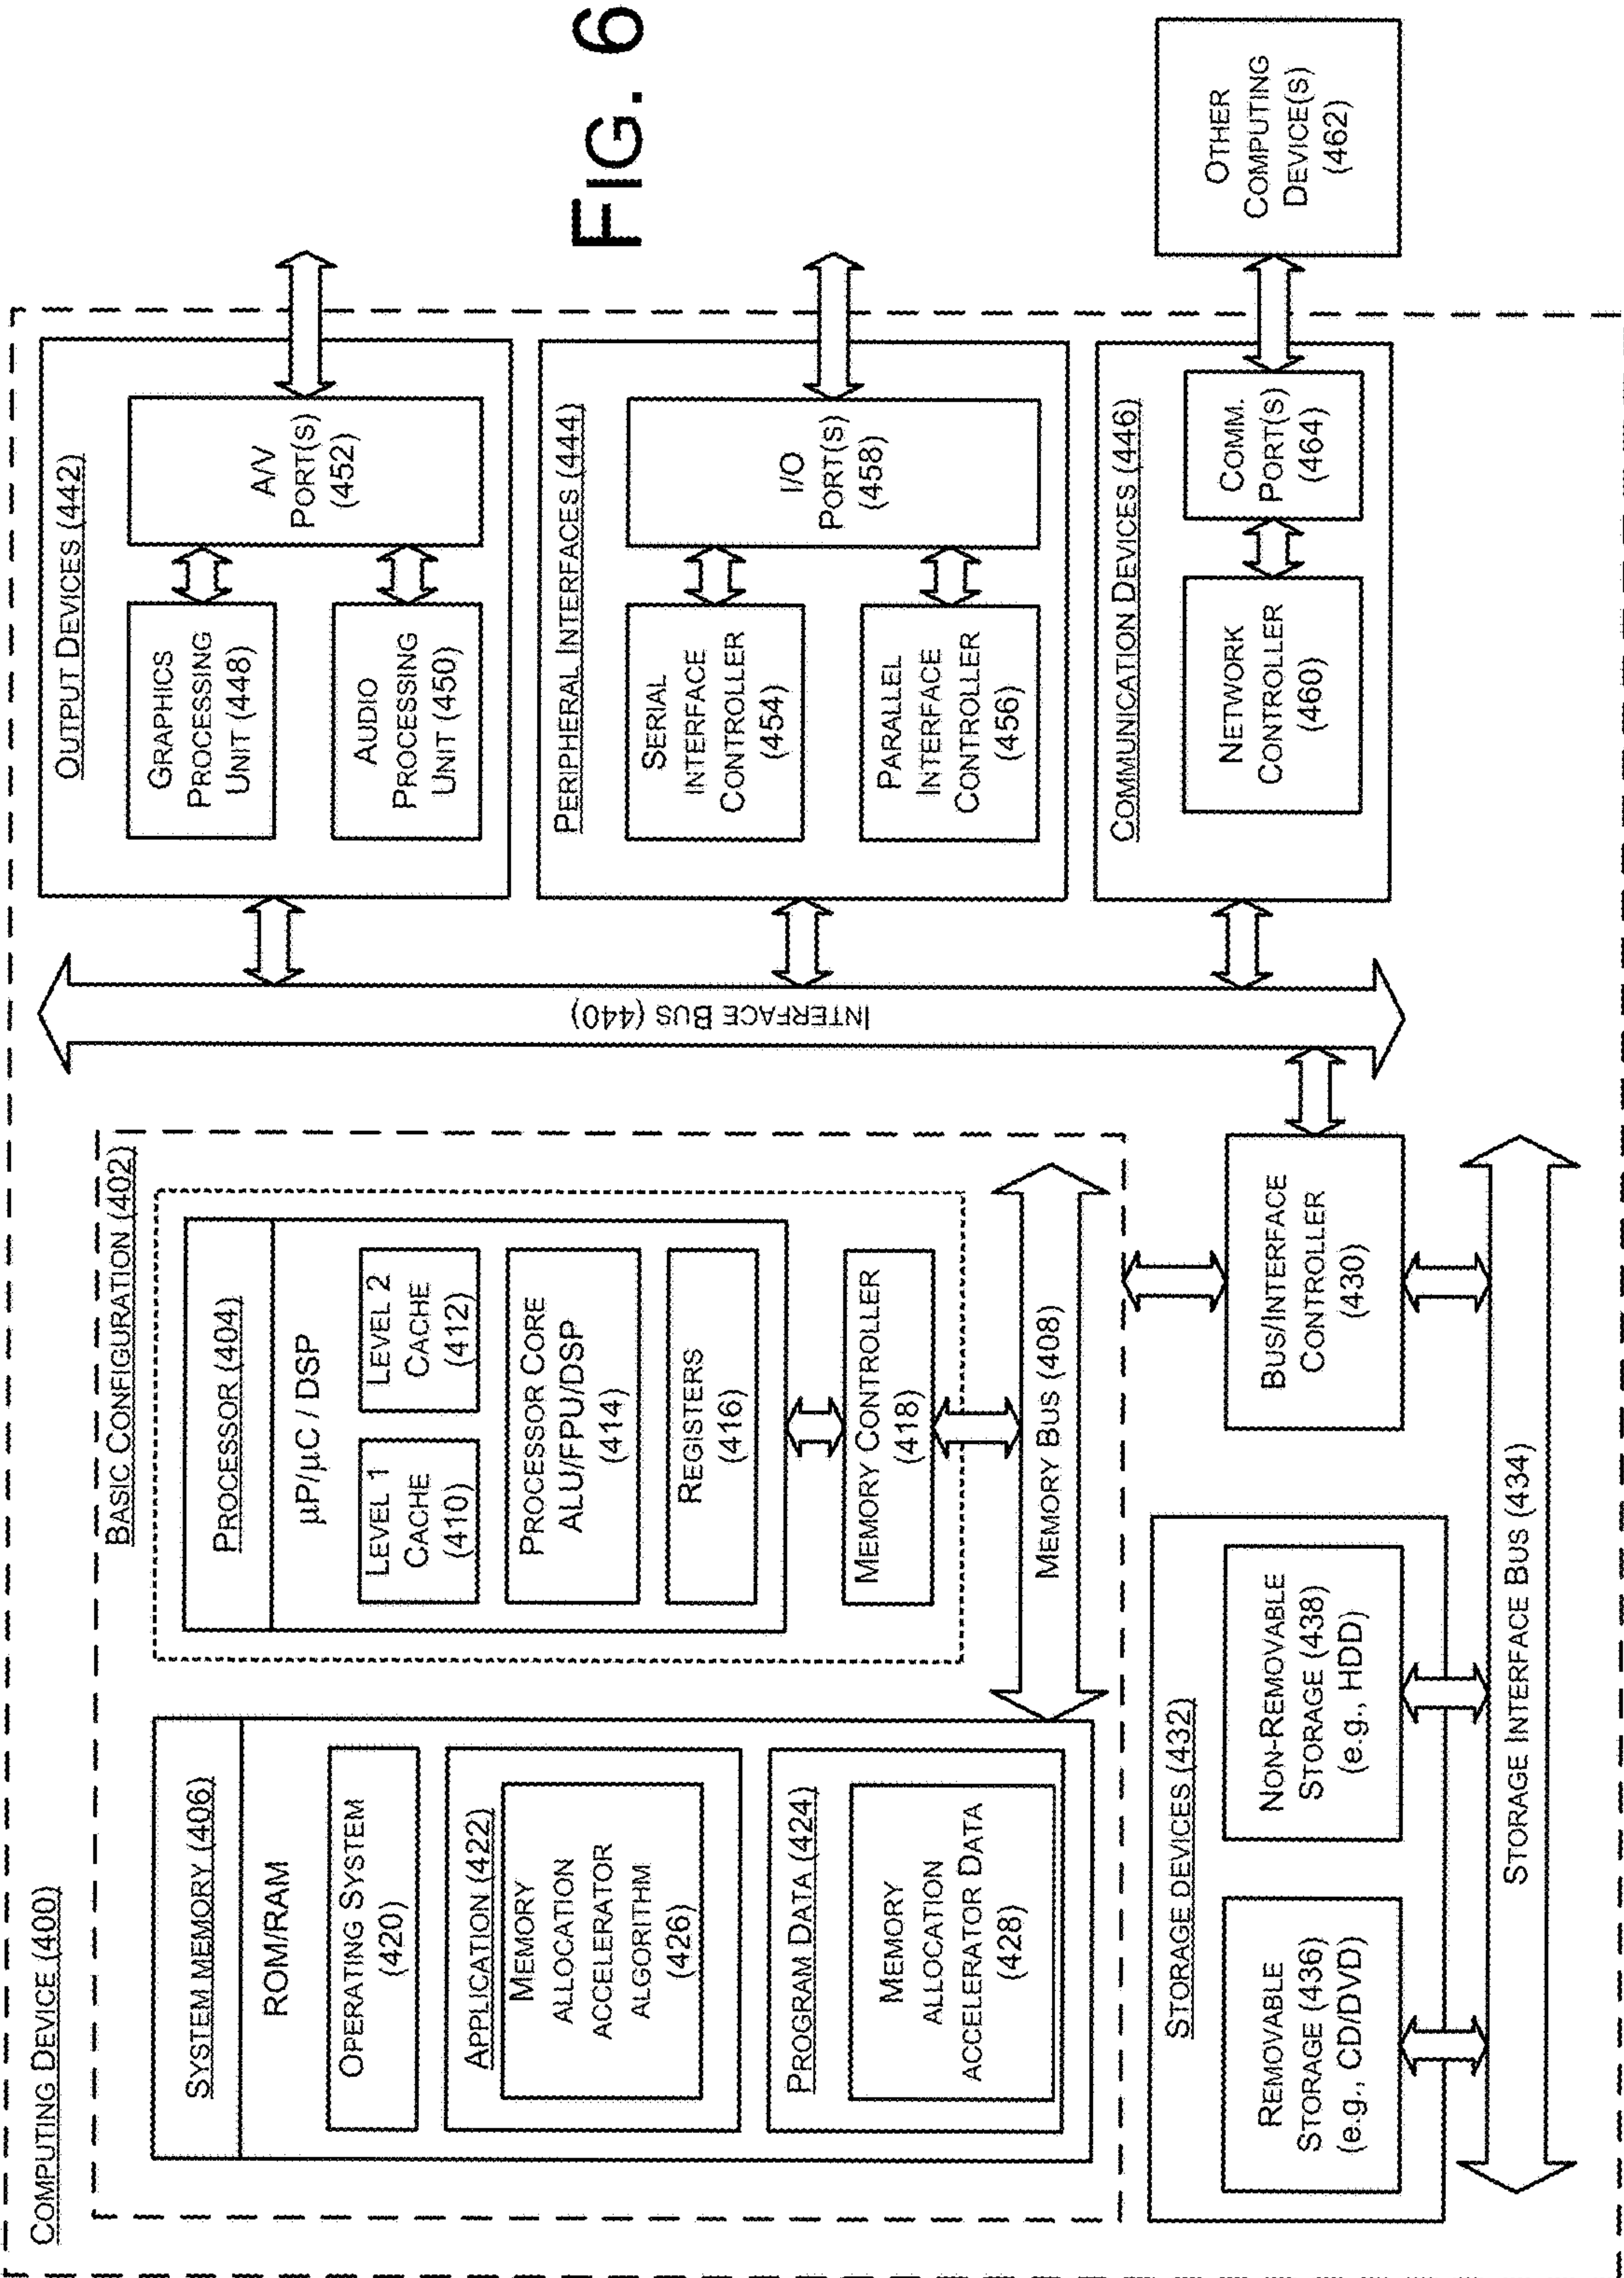 COMPUTING DEVICE (400)
BASIC CONFIGURATION (402)
SYSTEM MEMORY (406)
ROM/RAM
OPERATING SYSTEM
(420)
APPLICATION (422)
MEMORY
ALLOCATION
ACCELERATOR
ALGORITHM
(426)
PROGRAM DATA (424)
MEMORY
ALLOCATION
ACCELERATOR DATA
(428)
PROCESSOR (404)
µP/µC / DSP
LEVEL 1
CACHE
(410)
LEVEL 2
CACHE
(412)
PROCESSOR CORE
ALU/FPU/DSP
(414)
REGISTERS
(416)
MEMORY CONTROLLER
(418)
MEMORY BUS (408)
STORAGE DEVICES (432)
REMOVABLE
STORAGE (436)
(e.g., CD/DVD)
NON-REMOVABLE
STORAGE (438)
(e.g., HDD)
BUS/INTERFACE
CONTROLLER
(430)
STORAGE INTERFACE BUS (434)
INTERFACE BUS (440)
OUTPUT DEVICES (442)
GRAPHICS
PROCESSING
UNIT (448)
AUDIO
PROCESSING
UNIT (450)
A/V
PORT(S)
(452)
PERIPHERAL INTERFACES (444)
SERIAL
INTERFACE
CONTROLLER
(454)
PARALLEL
INTERFACE
CONTROLLER
(456)
I/O
PORT(S)
(458)
COMMUNICATION DEVICES (446)
NETWORK
CONTROLLER
(460)
COMM.
PORT(S)
(464)
OTHER
COMPUTING
DEVICE(S)
(462)
FIG. 6